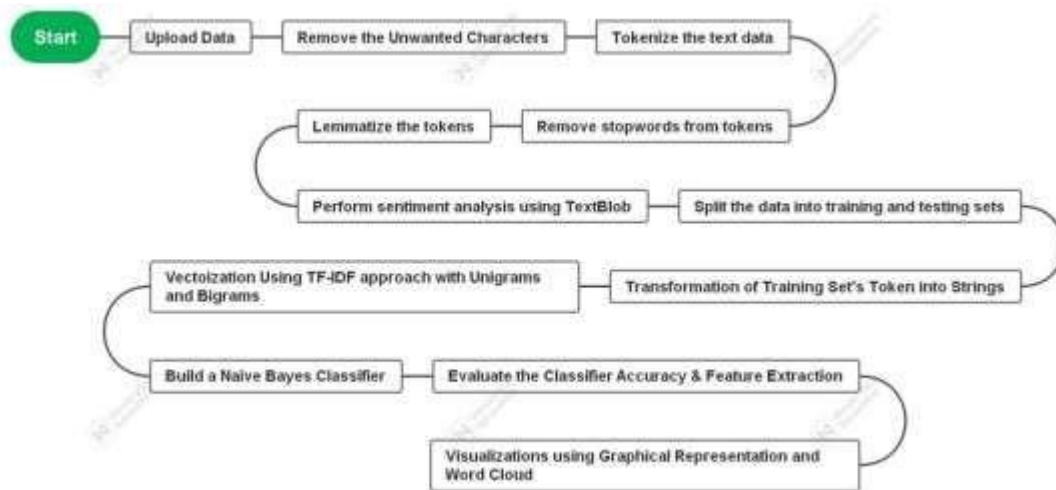 Start
Upload Data
Remove the Unwanted Characters
Tokenize the text data
Lemmatize the tokens
Remove stopwords from tokens
Perform sentiment analysis using TextBlob
Split the data into training and testing sets
Vectoization Using TF-IDF approach with Unigrams
and Bigrams
Transformation of Training Set's Token into Strings
Build a Naive Bayes Classifier
Evaluate the Classifier Accuracy & Feature Extraction
Visualizations using Graphical Representation and
Word Cloud